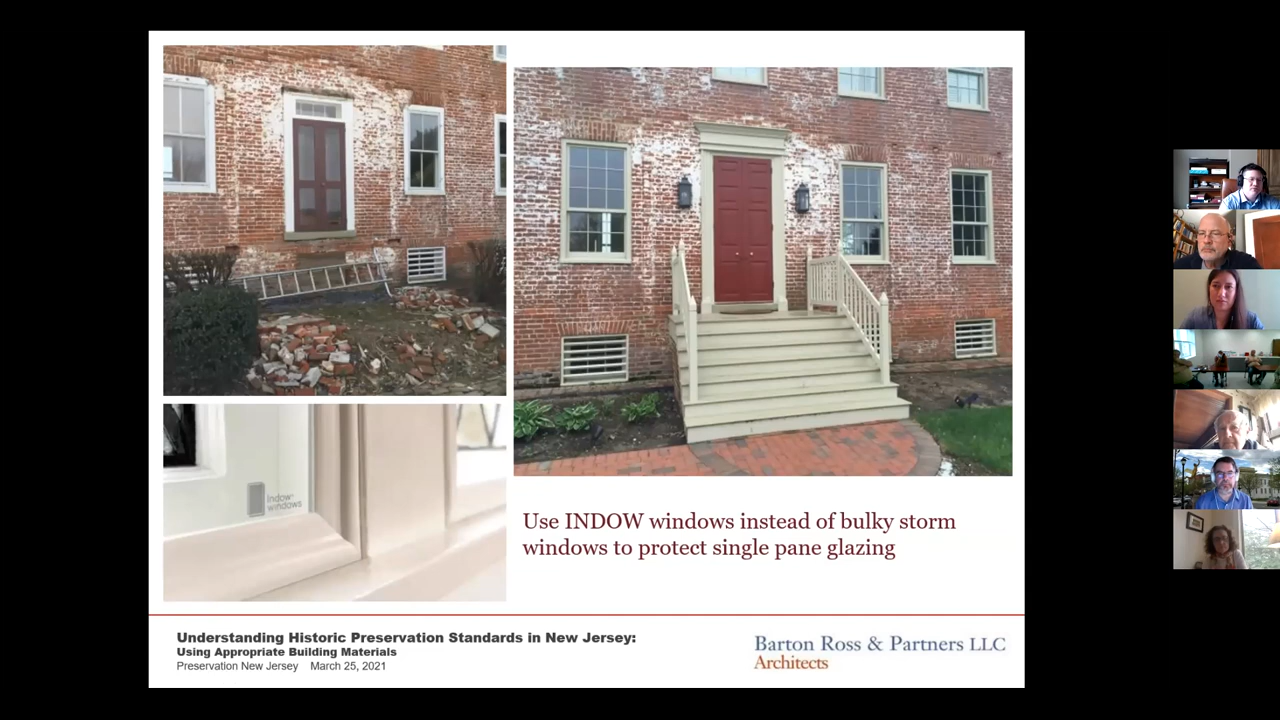 indow
windows
Use INDOW windows instead of bulky storm
windows to protect single pane glazing
Understanding Historic Preservation Standards in New Jersey:
Using Appropriate Building Materials
Preservation New Jersey March 25, 2021
Barton Ross & Partners LLC
Architects